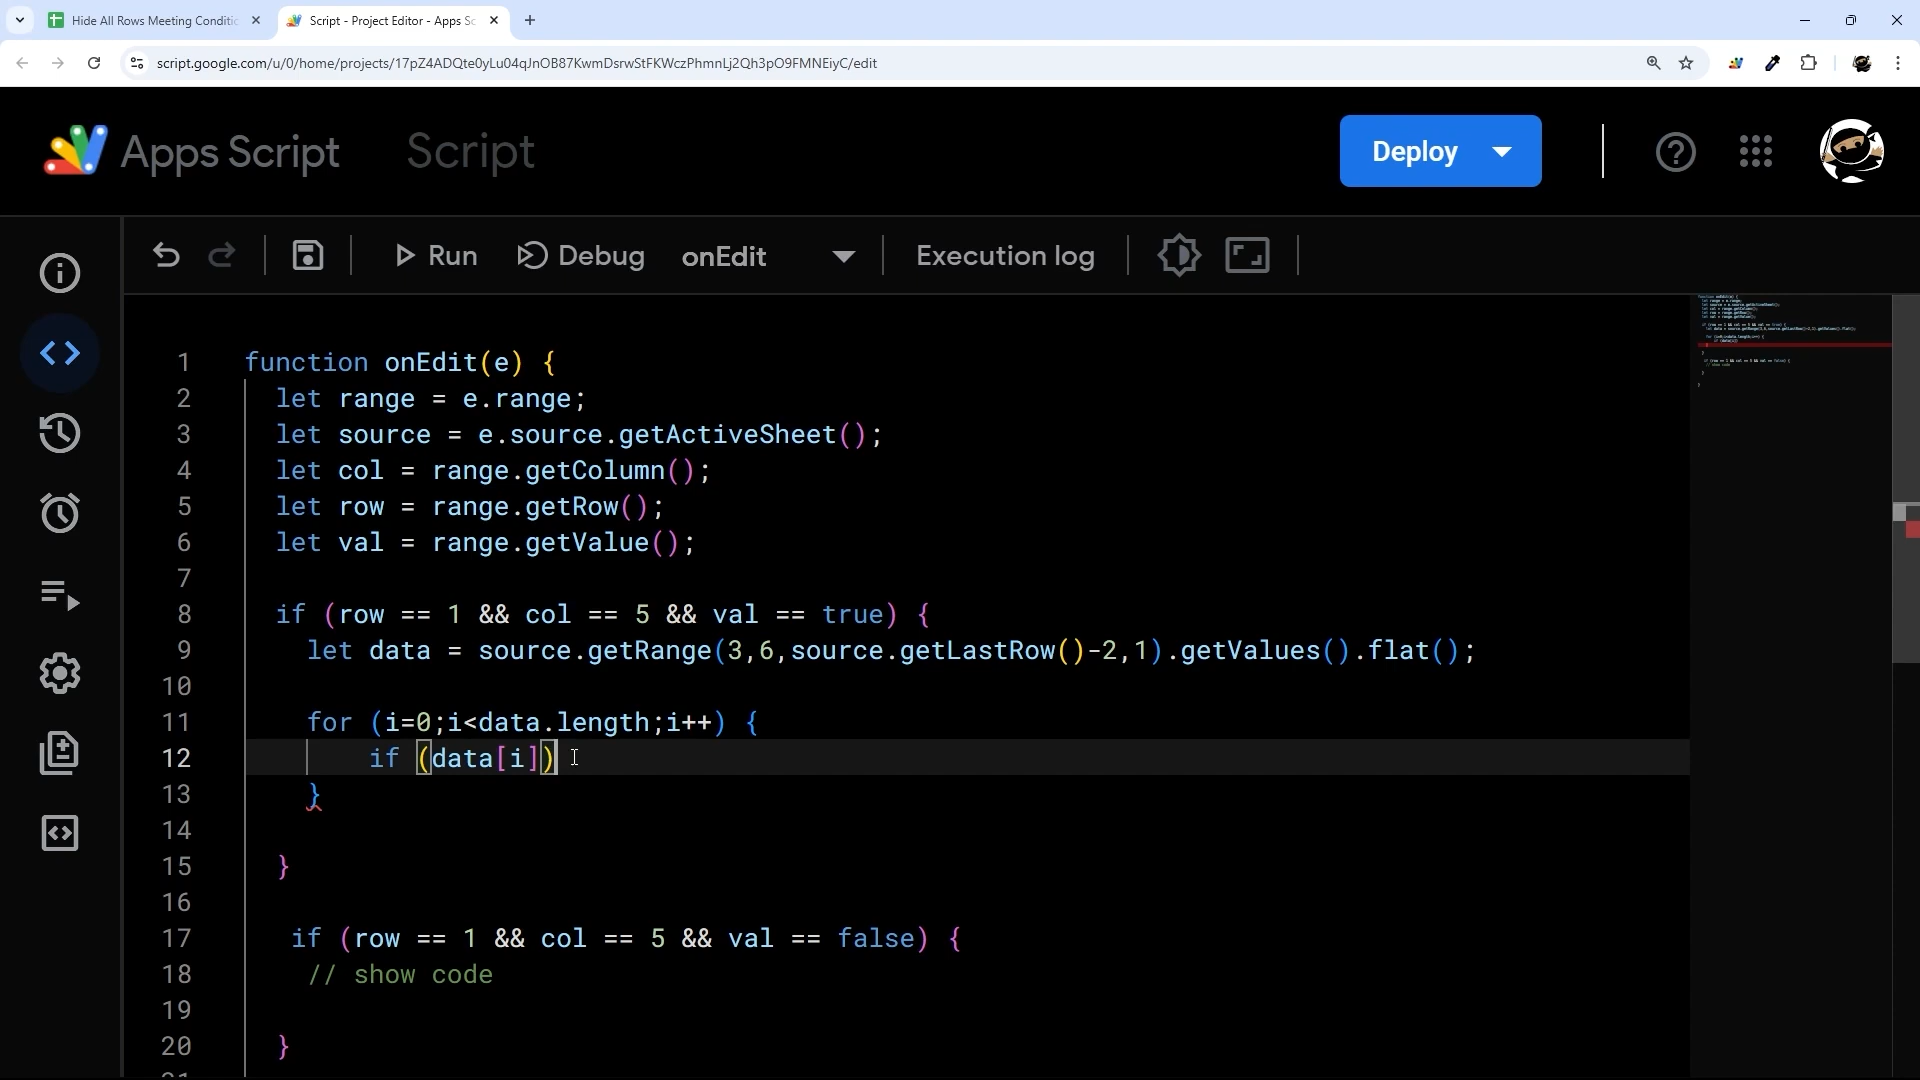 Hide All Rows Meeting Conditic
Script - Project Editor - Apps Sc
script.google.com/u/0/home/projects/17pZ4ADQte0yLu04qJnOB87KwmDsrwStFKWczPhmnLj2Qh3pO9FMNEiyC/edit
Apps Script Script Deploy
Run Debug onEdit Execution log
1 function onEdit(e) {
2 let range = e.range;
3 let source = e.source.getActiveSheet();
4 let col = range.getColumn();
5 let row = range.getRow();
6 let val = range.getValue();
7
8 if (row == 1 && col == 5 && val == true) {
9 let data = source.getRange(3,6,source.getLastRow()-2,1).getValues().flat();
10
11 for (i=0;i<data.length;i++) {
12 if (data[i])
13 }
14
15 }
16
17 if (row == 1 && col == 5 && val == false) {
18 // show code
19
20 }